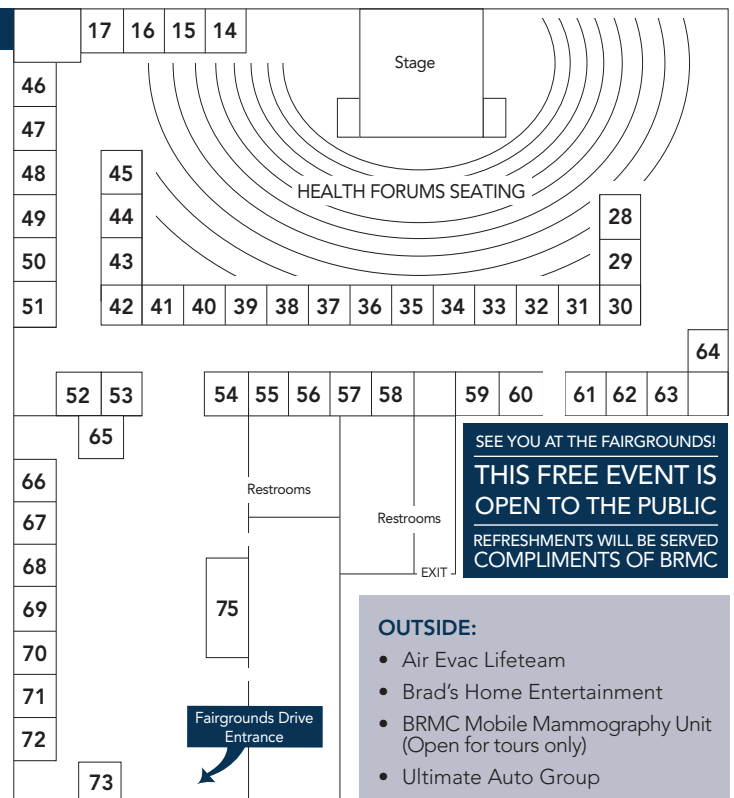 17 16 15 14
Stage
46
47
48
45
HEALTH FORUMS SEATING
49
44
28
50
43
29
51
42 41 40 39 38 37 36 35 34 33 32 31 30
64
52 53
54 55 56 57 58
59 60
61 62 63
65
SEE YOU AT THE FAIRGROUNDS!
THIS FREE EVENT IS
OPEN TO THE PUBLIC
REFRESHMENTS WILL BE SERVED
COMPLIMENTS OF BRMC
66
Restrooms
67
Restrooms
68
EXIT
69
75
70
71
72
Fairgrounds Drive
Entrance
73
OUTSIDE:
• Air Evac Lifeteam
• Brad's Home Entertainment
• BRMC Mobile Mammography Unit
(Open for tours only)
• Ultimate Auto Group